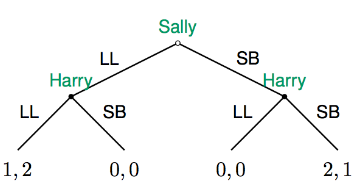 Sally
LL SB
Harry Harry
LL SB LL SB
1, 2 0, 0 0, 0 2, 1